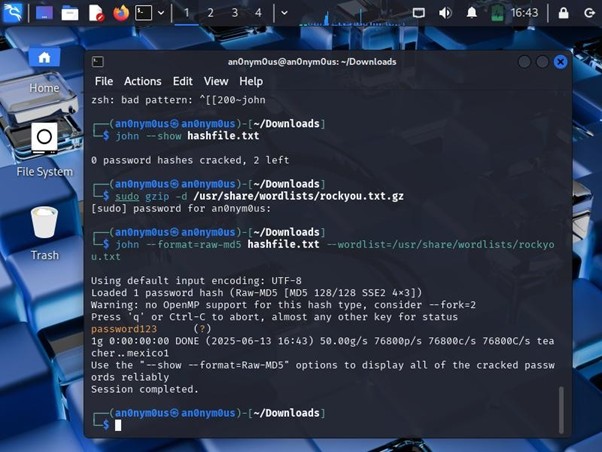 1 2 3 4
16:43
an0nym0us@an0nym0us: ~/Downloads
File Actions Edit View Help
Home
File System
Trash
zsh: bad pattern: ^[[200~john
┌──(an0nym0us㉿an0nym0us)-[~/Downloads]
└─$ john --show hashfile.txt
0 password hashes cracked, 2 left
┌──(an0nym0us㉿an0nym0us)-[~/Downloads]
└─$ sudo gzip -d /usr/share/wordlists/rockyou.txt.gz
[sudo] password for an0nym0us:
┌──(an0nym0us㉿an0nym0us)-[~/Downloads]
└─$ john --format=raw-md5 hashfile.txt --wordlist=/usr/share/wordlists/rockyo
u.txt
Using default input encoding: UTF-8
Loaded 1 password hash (Raw-MD5 [MD5 128/128 SSE2 4×3])
Warning: no OpenMP support for this hash type, consider --fork=2
Press 'q' or Ctrl-C to abort, almost any other key for status
password123 (?)
1g 0:00:00:00 DONE (2025-06-13 16:43) 50.00g/s 76800p/s 76800c/s 76800C/s tea
cher..mexico1
Use the "--show --format=Raw-MD5" options to display all of the cracked passw
ords reliably
Session completed.
┌──(an0nym0us㉿an0nym0us)-[~/Downloads]
└─$